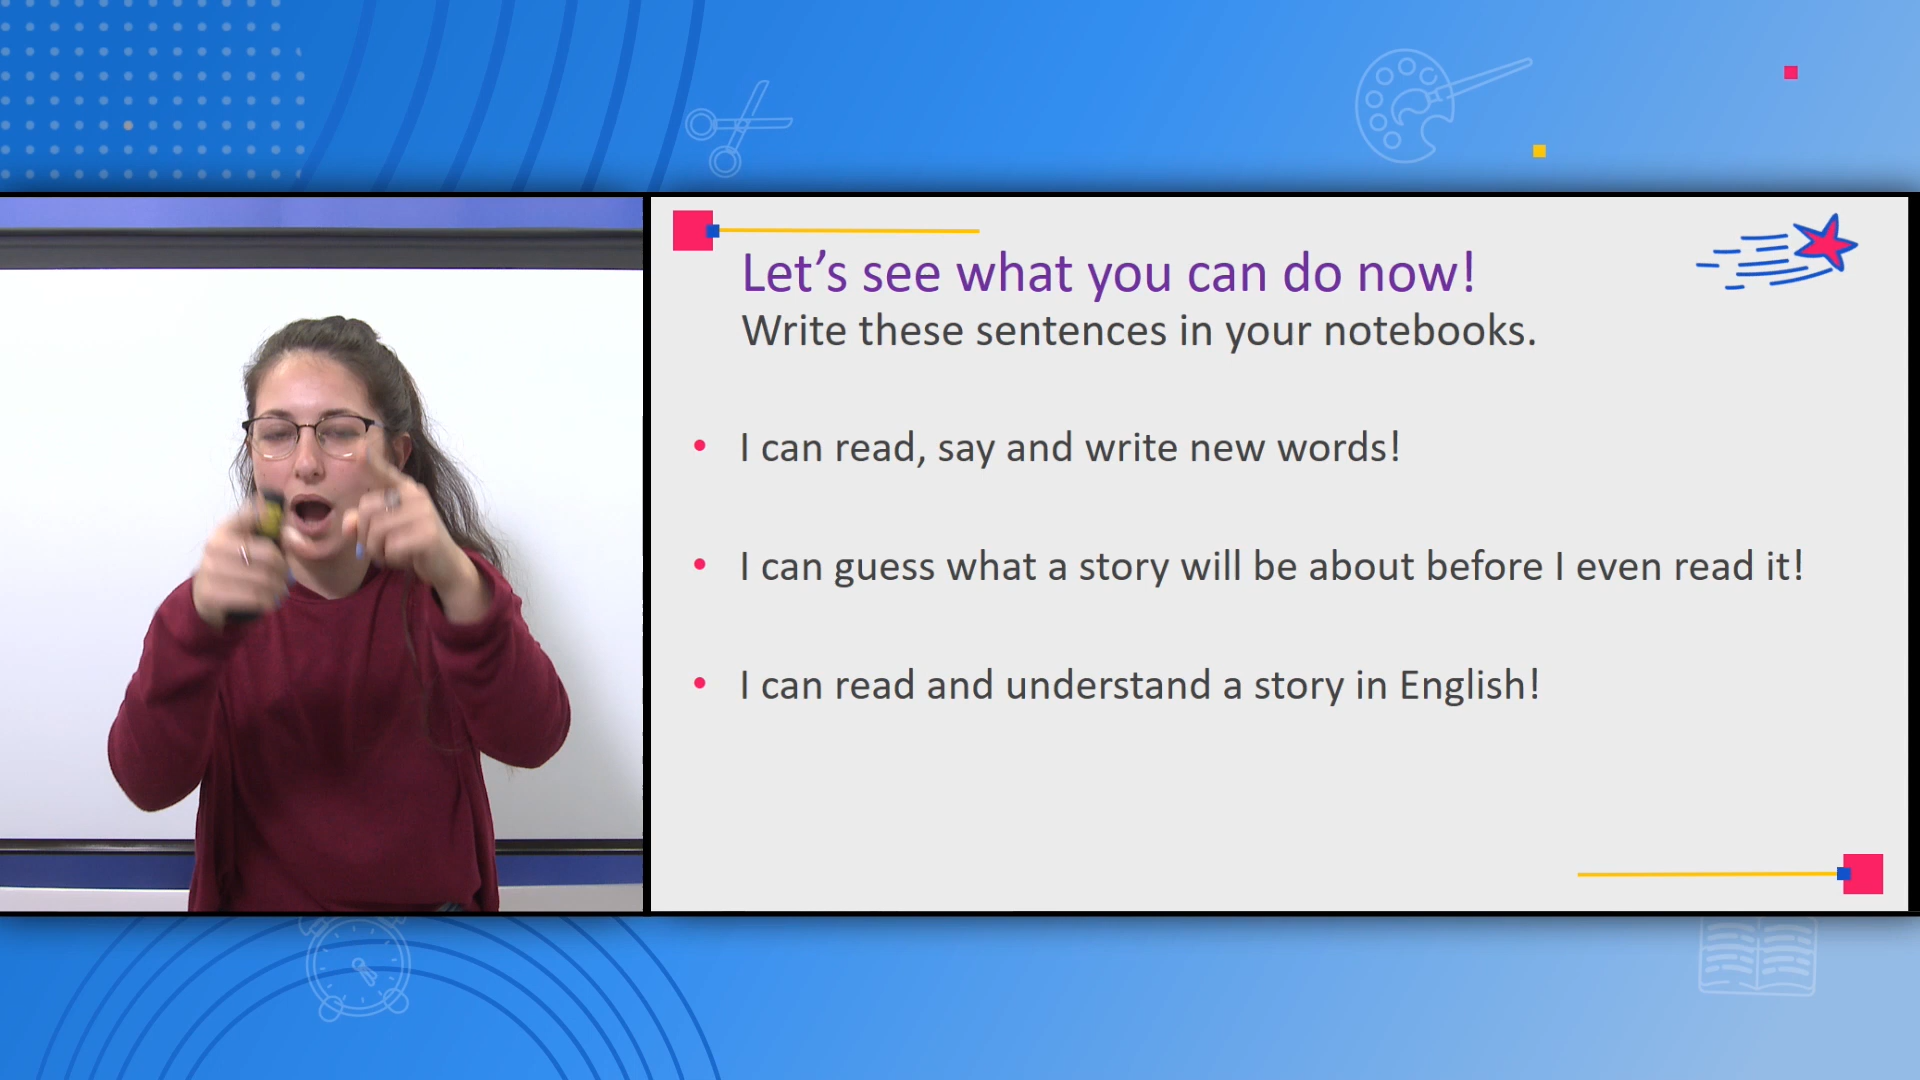 Let’s see what you can do now!
Write these sentences in your notebooks.
• I can read, say and write new words!
• I can guess what a story will be about before I even read it!
• I can read and understand a story in English!